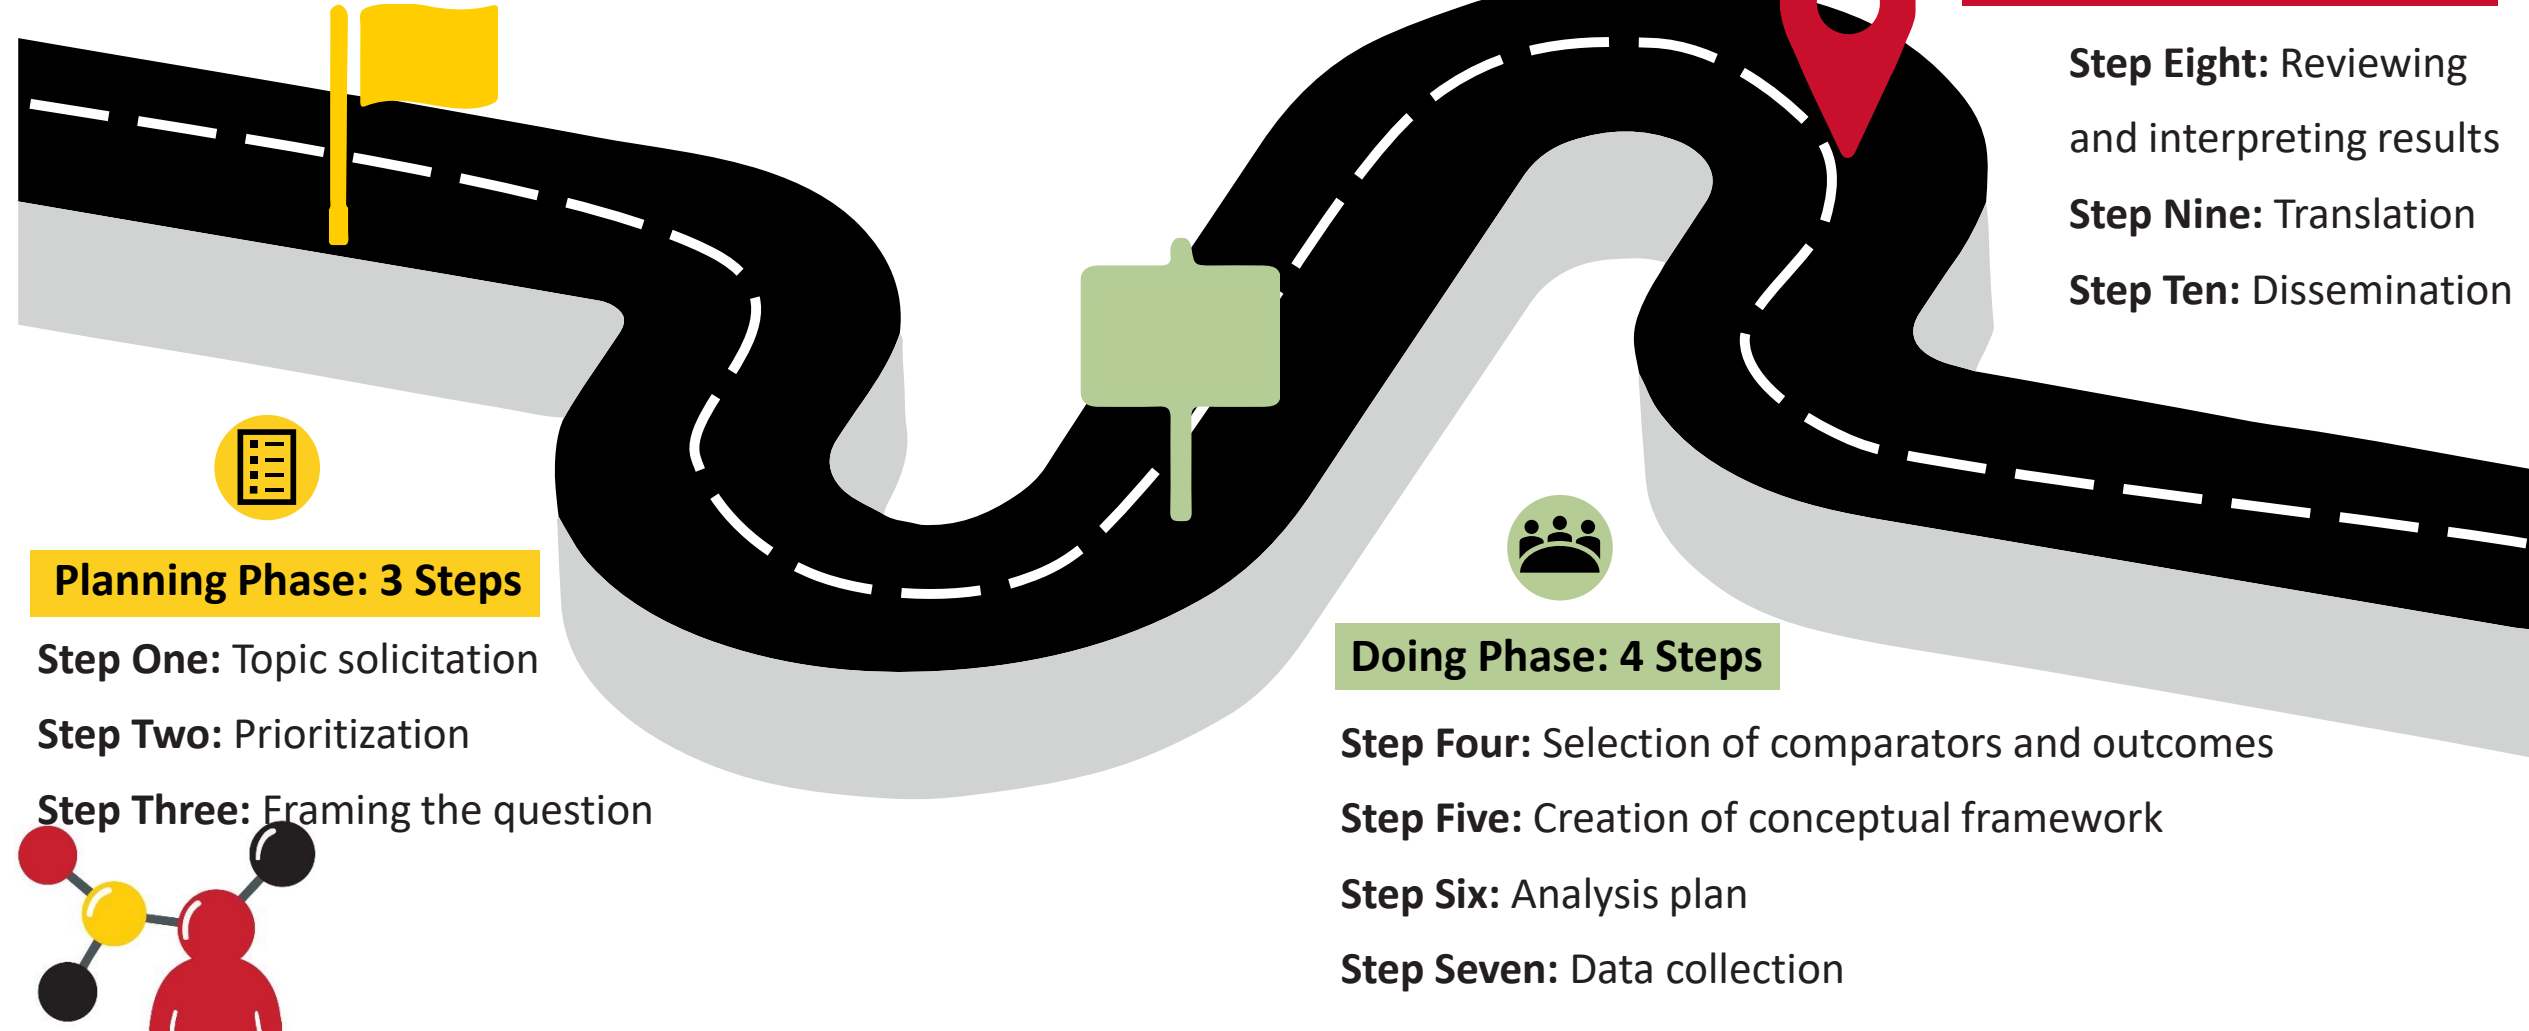 Planning Phase: 3 Steps
Step One: Topic solicitation
Step Two: Prioritization
Step Three: Framing the question
Doing Phase: 4 Steps
Step Four: Selection of comparators and outcomes
Step Five: Creation of conceptual framework
Step Six: Analysis plan
Step Seven: Data collection
Step Eight: Reviewing
and interpreting results
Step Nine: Translation
Step Ten: Dissemination